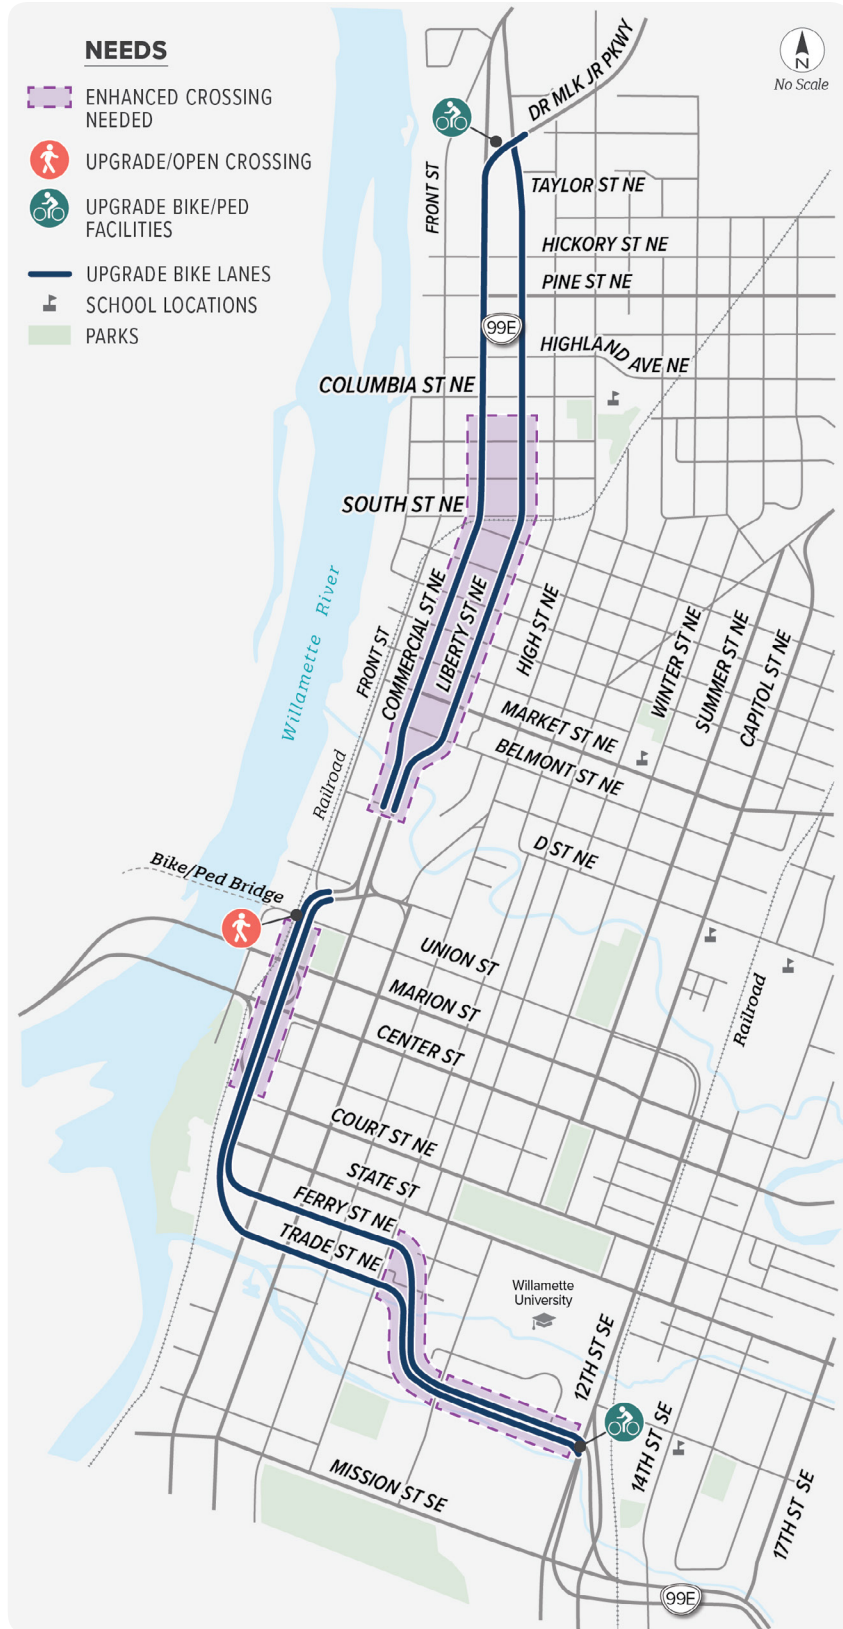 NEEDS
ENHANCED CROSSING
NEEDED
UPGRADE/OPEN CROSSING
UPGRADE BIKE/PED
FACILITIES
UPGRADE BIKE LANES
SCHOOL LOCATIONS
PARKS
N
No Scale
DR MLK JR PKWY
FRONT ST
TAYLOR ST NE
HICKORY ST NE
PINE ST NE
99E
HIGHLAND AVE NE
COLUMBIA ST NE
SOUTH ST NE
Willamette River
FRONT ST
COMMERCIAL ST NE
LIBERTY ST NE
HIGH ST NE
WINTER ST NE
SUMMER ST NE
CAPITOL ST NE
MARKET ST NE
BELMONT ST NE
Railroad
D ST NE
Bike/Ped Bridge
UNION ST
MARION ST
CENTER ST
Railroad
COURT ST NE
STATE ST
FERRY ST NE
TRADE ST NE
Willamette
University
12TH ST SE
14TH ST SE
17TH ST SE
MISSION ST SE
99E